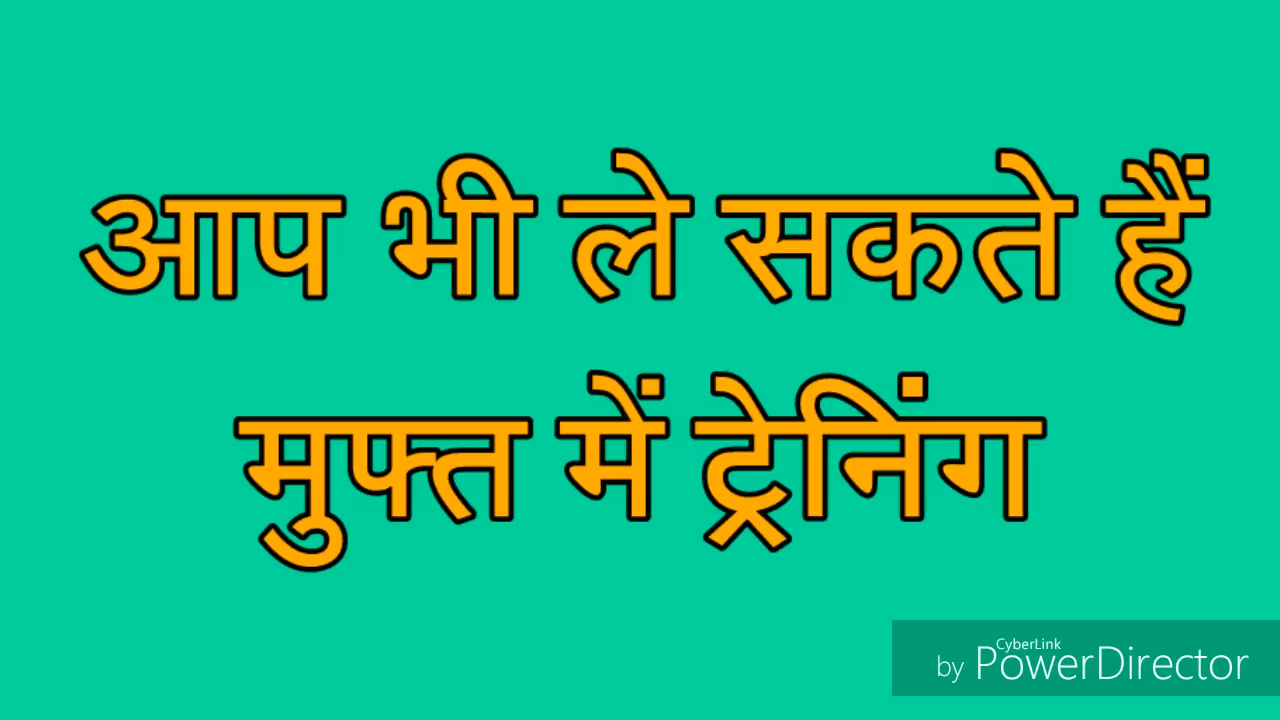 आप भी ले सकते हैं
मुफ्त में ट्रेनिंग
by CyberLink PowerDirector